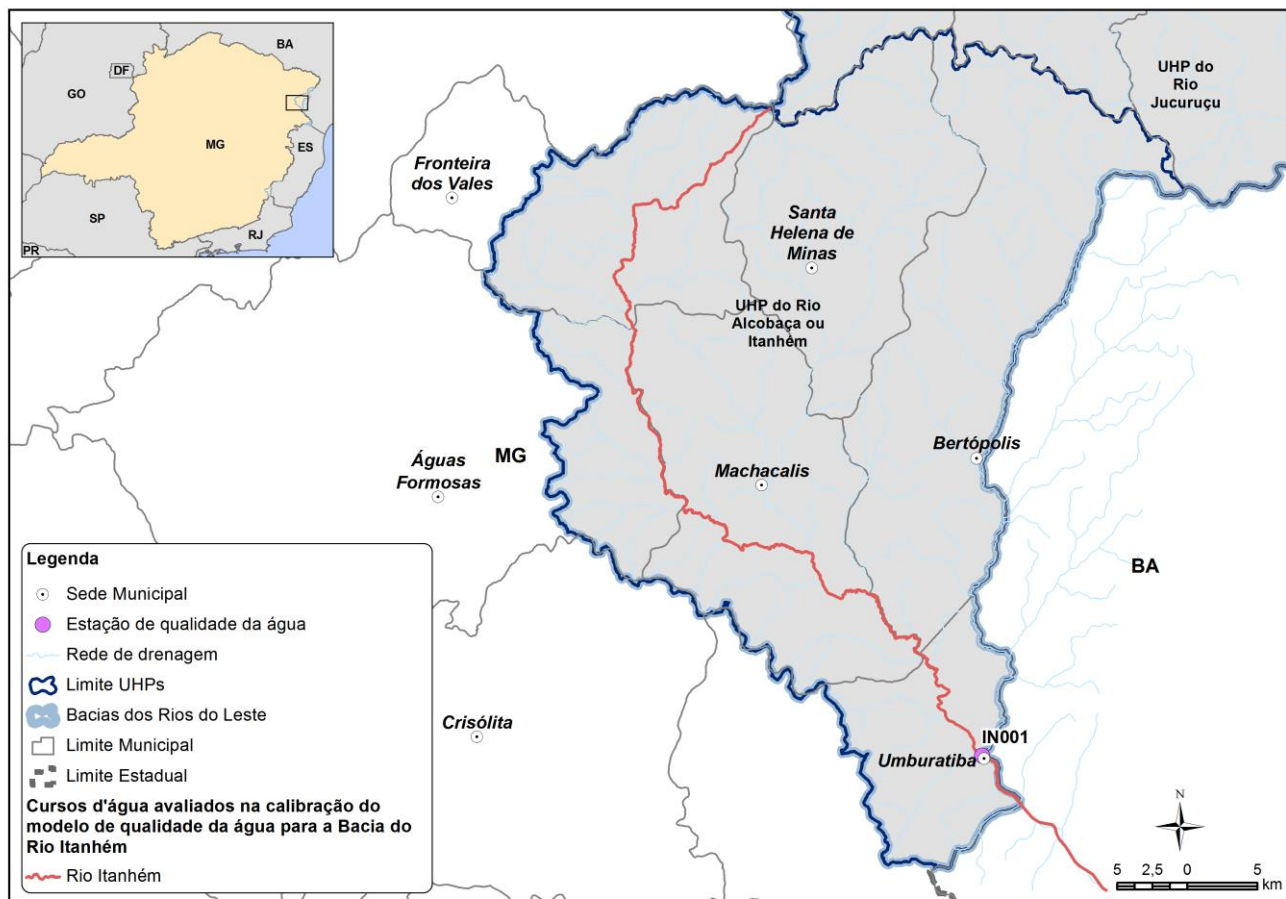 BA
DF
GO
MG
ES
SP
RJ
PR
UHP do
Rio
Jucuruçu
Fronteira
dos Vales
Santa
Helena de
Minas
UHP do Rio
Alcobaça ou
Itanhém
Águas
Formosas
MG
Machacalis
Bertópolis
BA
Crisólita
IN001
Umburatiba
Legenda
Sede Municipal
Estação de qualidade da água
Rede de drenagem
Limite UHPs
Bacias dos Rios do Leste
Limite Municipal
Limite Estadual
Cursos d'água avaliados na calibração do
modelo de qualidade da água para a Bacia do
Rio Itanhém
Rio Itanhém
N
5 2,5 0 5
km